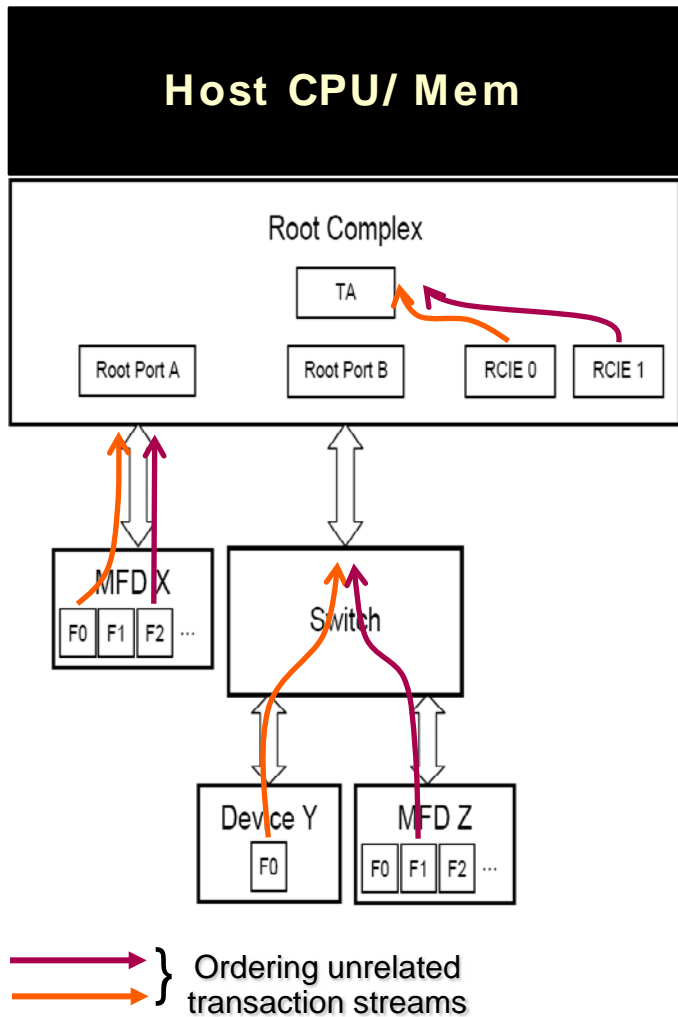 Host CPU/ Mem
Root Complex
TA
Root Port A
Root Port B
RCIE 0
RCIE 1
MFD X
F0 F1 F2 ...
Switch
Device Y
F0
MFD Z
F0 F1 F2 ...
} Ordering unrelated
transaction streams